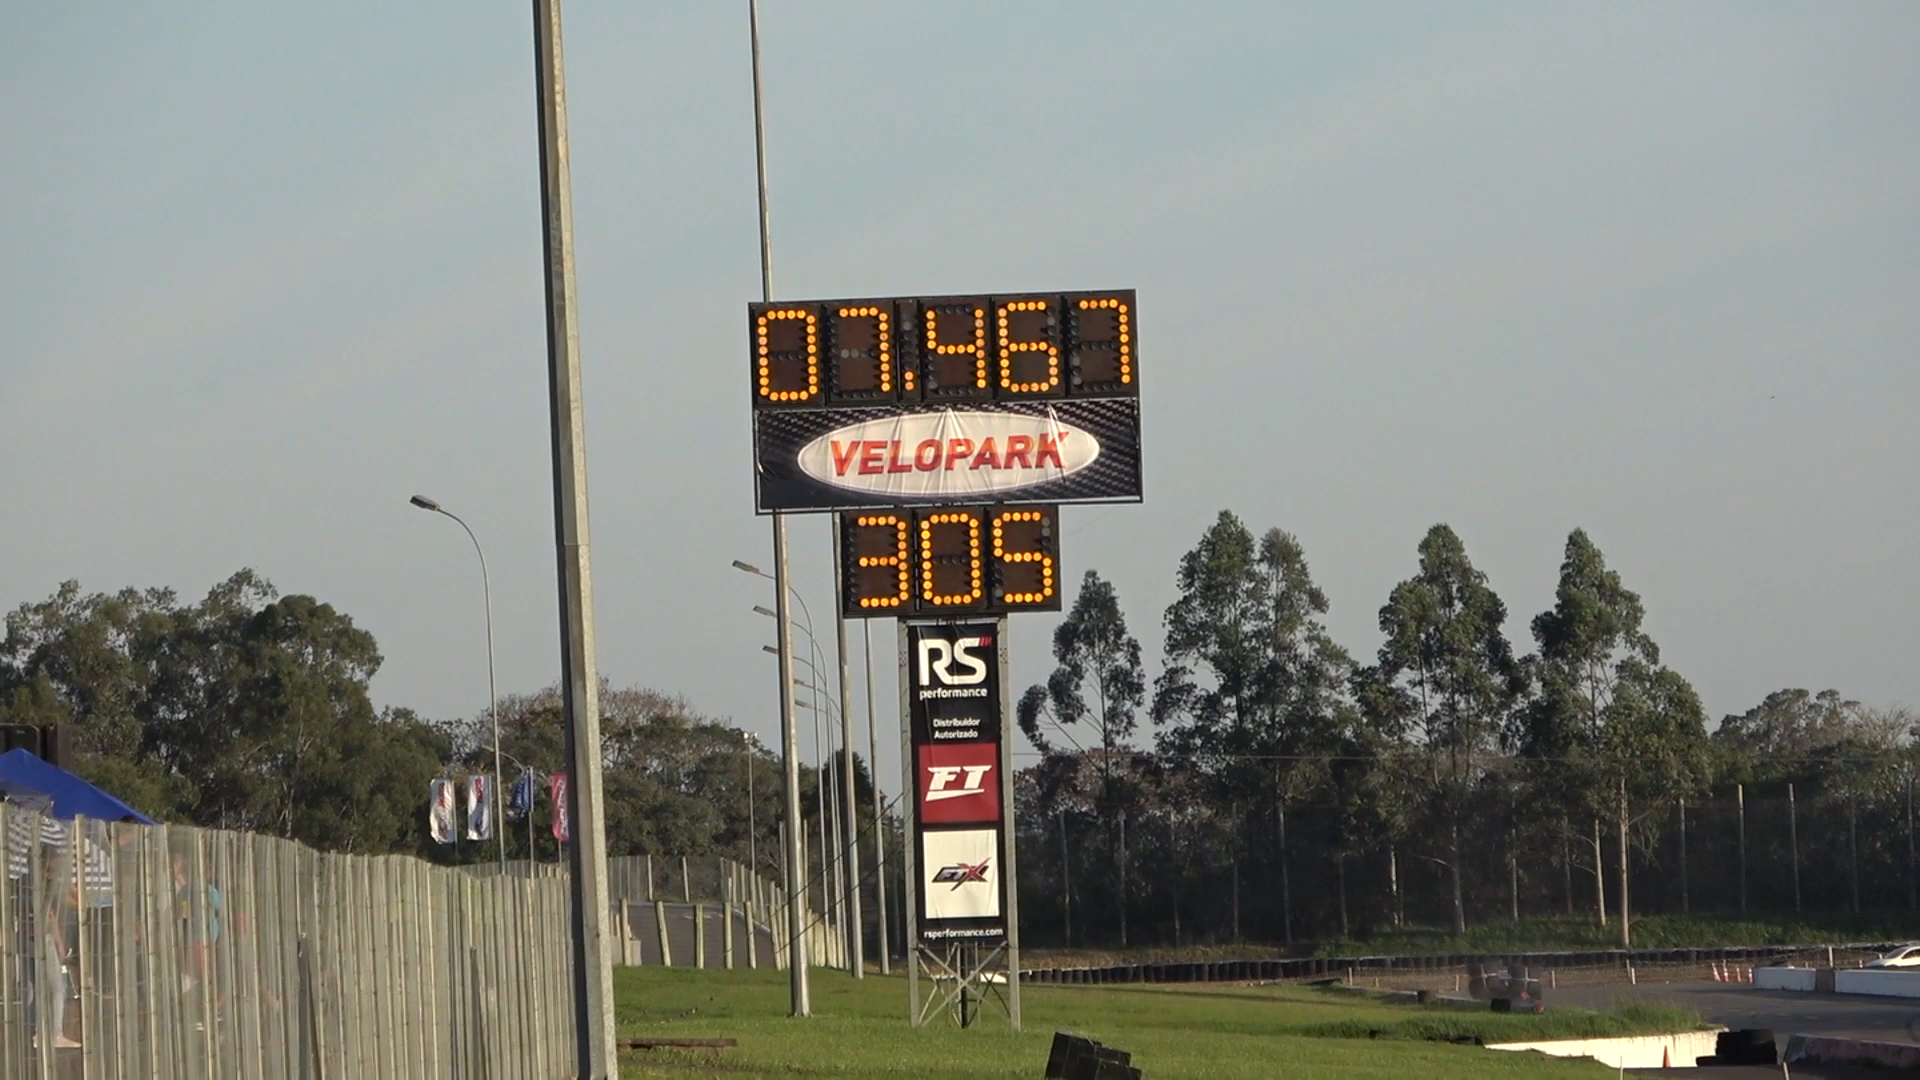 07.467
VELOPARK
305
RS
performance
Distribuidor
Autorizado
FT
FTX
rsperformance.com